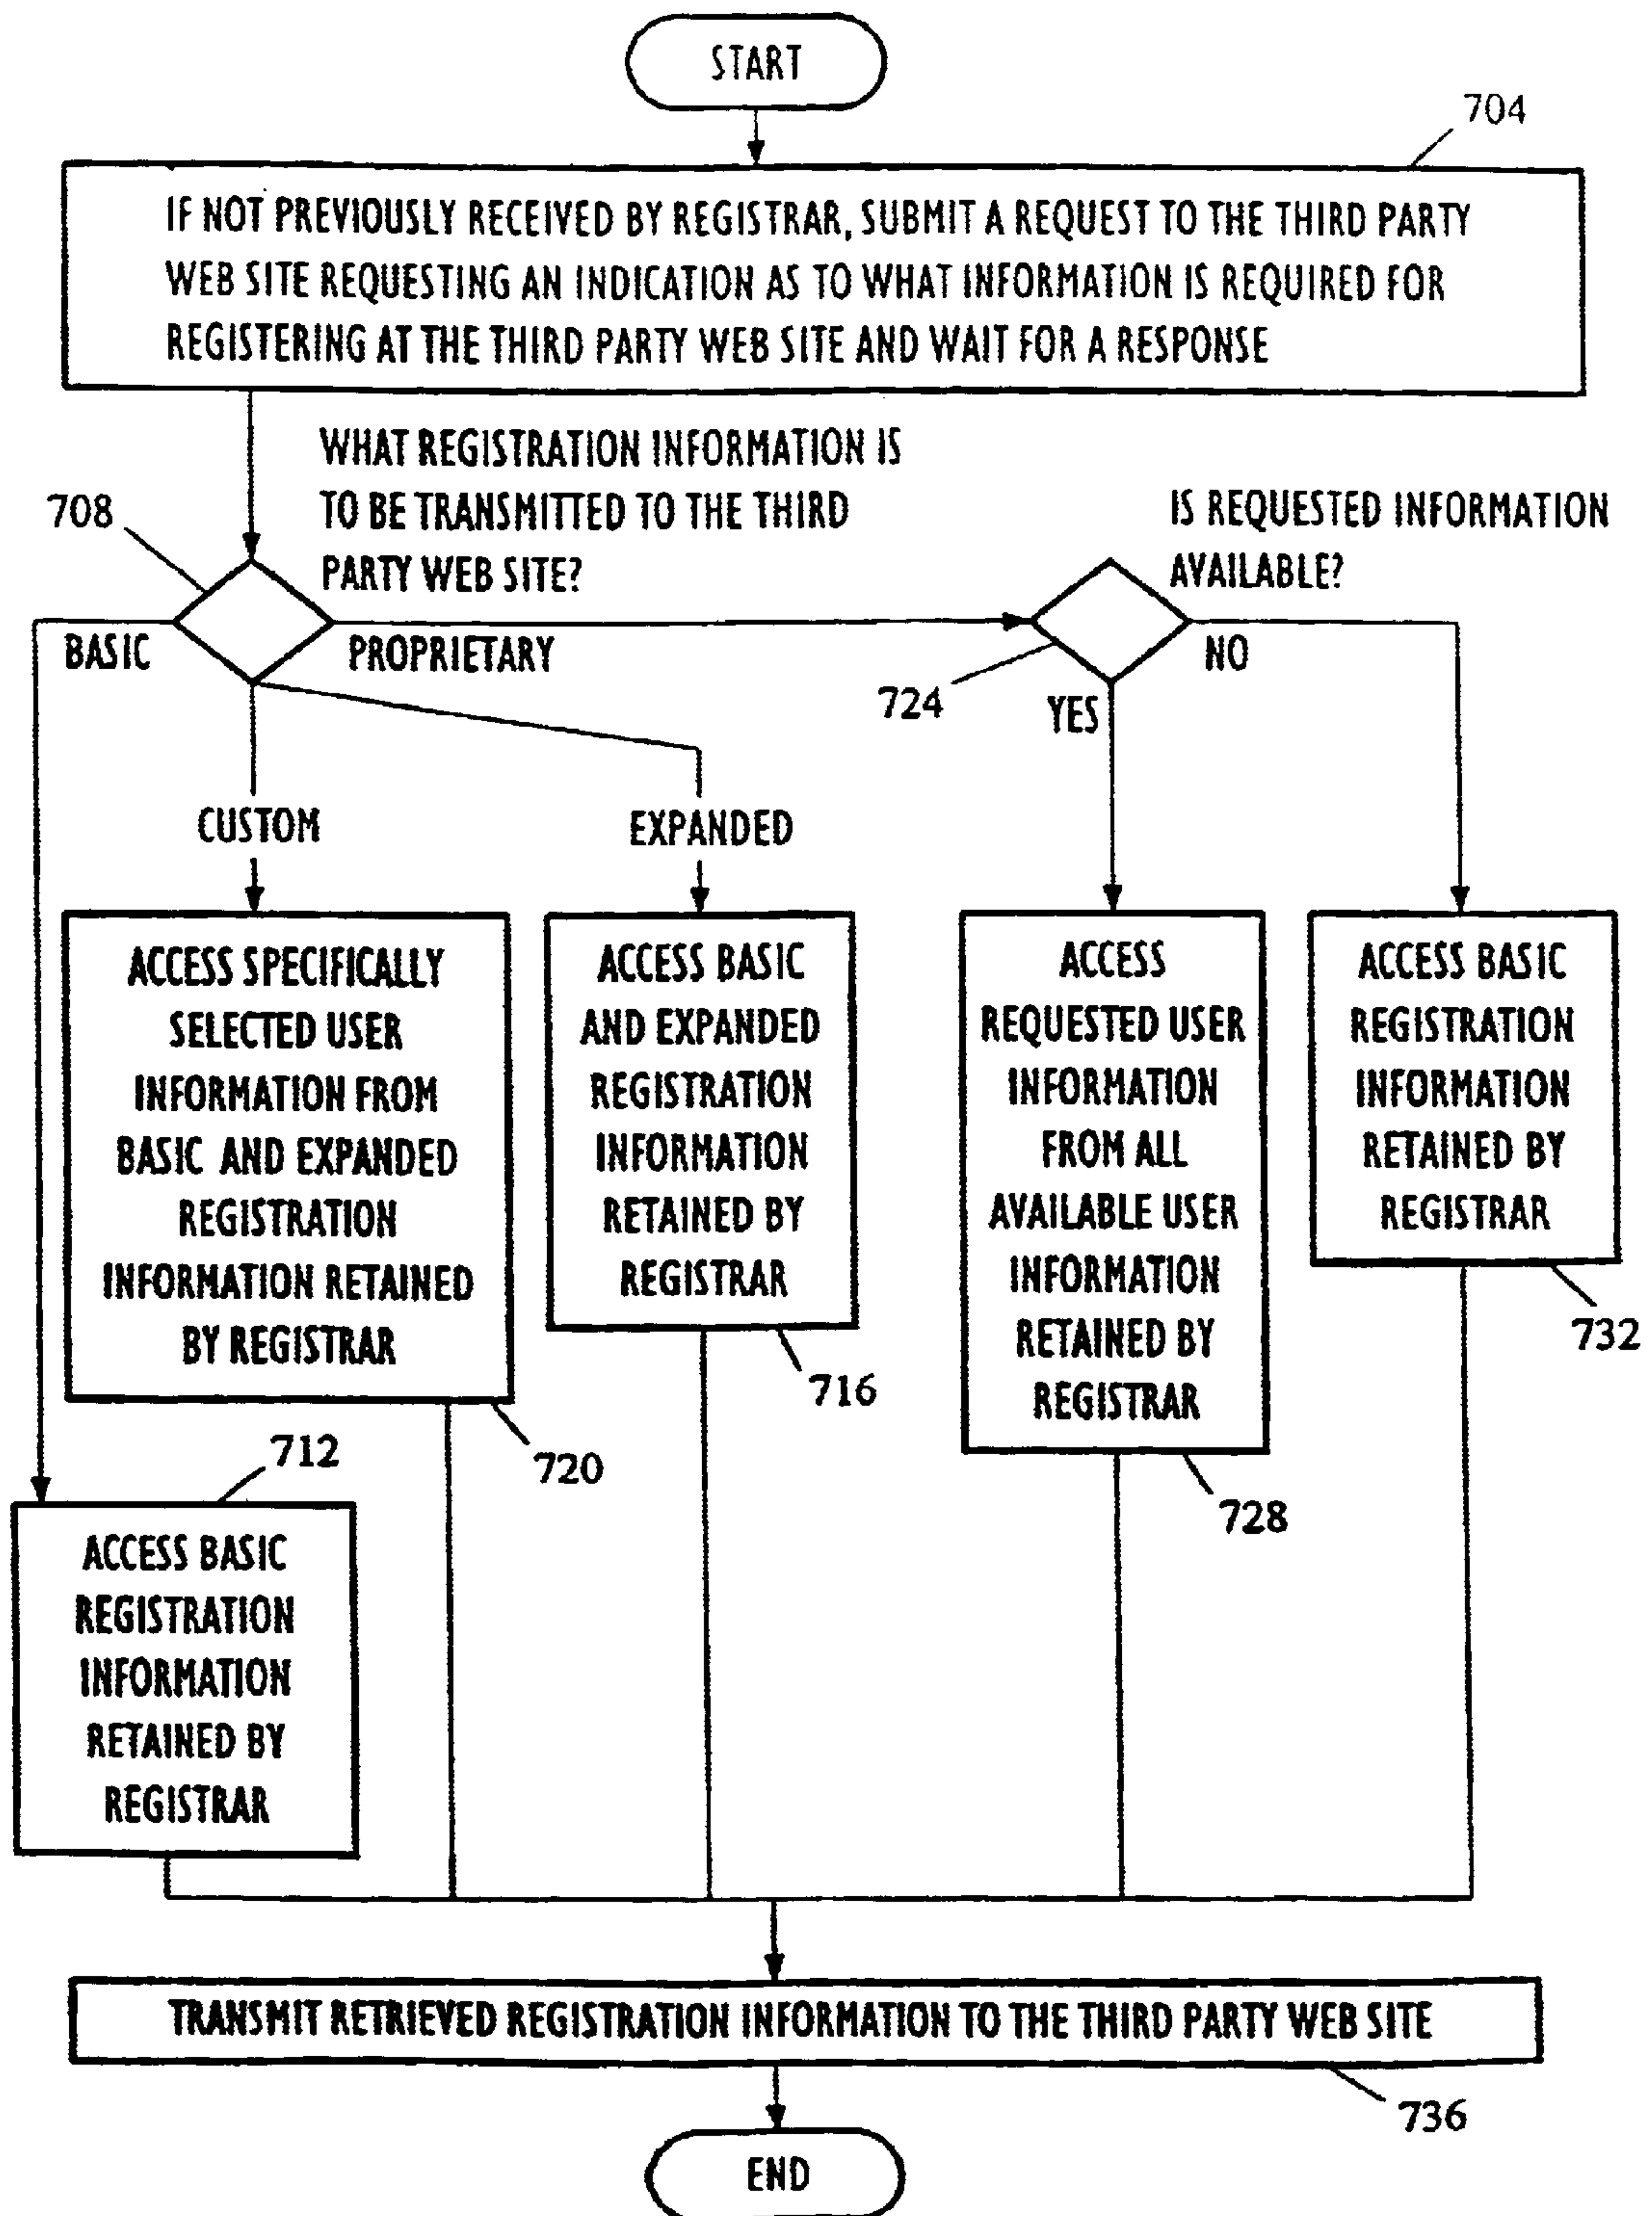 START
704
IF NOT PREVIOUSLY RECEIVED BY REGISTRAR, SUBMIT A REQUEST TO THE THIRD PARTY
WEB SITE REQUESTING AN INDICATION AS TO WHAT INFORMATION IS REQUIRED FOR
REGISTERING AT THE THIRD PARTY WEB SITE AND WAIT FOR A RESPONSE
WHAT REGISTRATION INFORMATION IS
TO BE TRANSMITTED TO THE THIRD
PARTY WEB SITE?
708
BASIC
PROPRIETARY
IS REQUESTED INFORMATION
AVAILABLE?
724
YES
NO
CUSTOM
EXPANDED
ACCESS SPECIFICALLY
SELECTED USER
INFORMATION FROM
BASIC AND EXPANDED
REGISTRATION
INFORMATION RETAINED
BY REGISTRAR
720
ACCESS BASIC
AND EXPANDED
REGISTRATION
INFORMATION
RETAINED BY
REGISTRAR
716
ACCESS
REQUESTED USER
INFORMATION
FROM ALL
AVAILABLE USER
INFORMATION
RETAINED BY
REGISTRAR
728
ACCESS BASIC
REGISTRATION
INFORMATION
RETAINED BY
REGISTRAR
732
712
ACCESS BASIC
REGISTRATION
INFORMATION
RETAINED BY
REGISTRAR
TRANSMIT RETRIEVED REGISTRATION INFORMATION TO THE THIRD PARTY WEB SITE
736
END